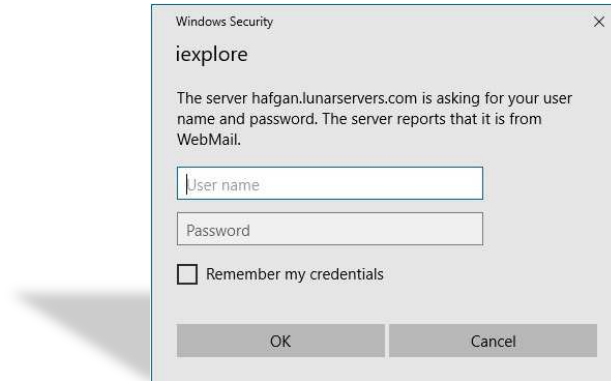 Windows Security
iexplore
The server hafgan.lunarservers.com is asking for your user
name and password. The server reports that it is from
WebMail.
User name
Password
Remember my credentials
OK Cancel